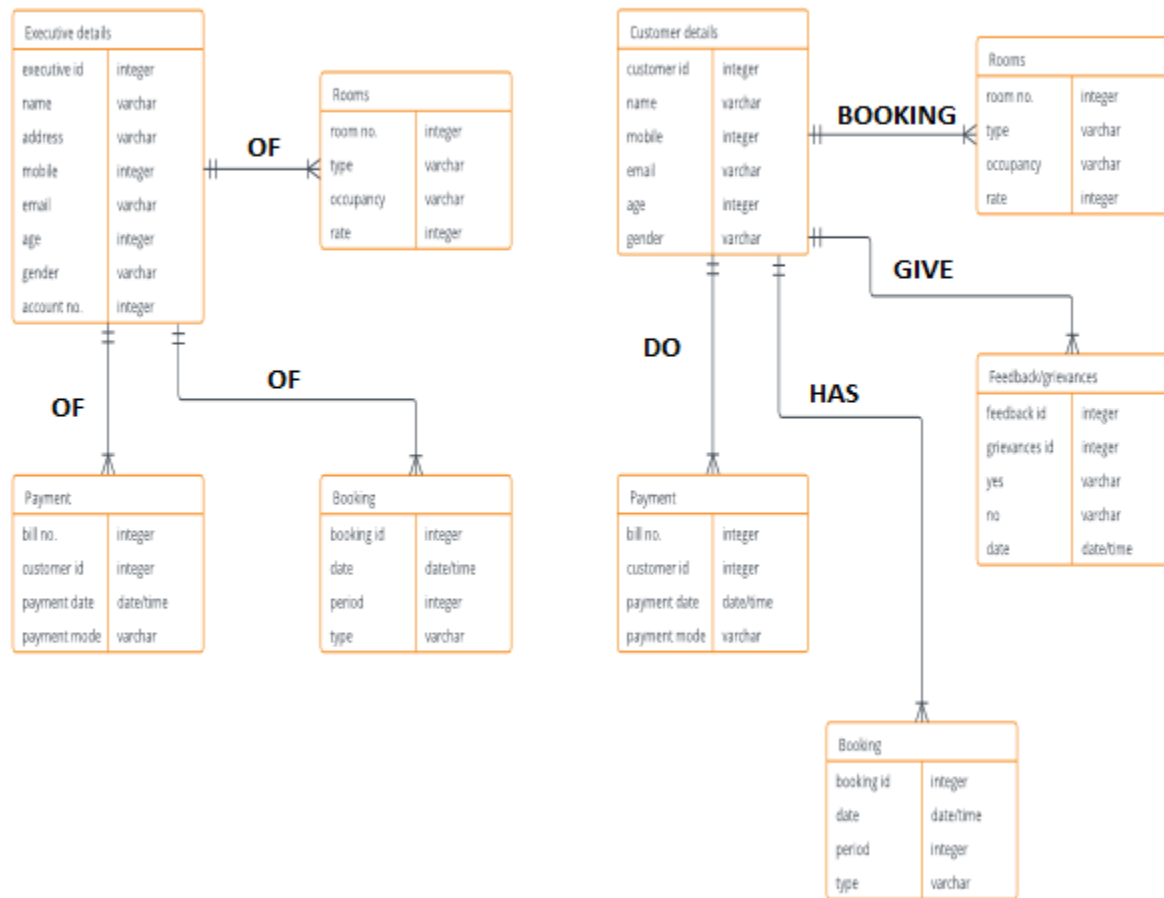 Executive details
executive id integer
name varchar
address varchar
mobile integer
email varchar
age integer
gender varchar
account no. integer
OF
Rooms
room no. integer
type varchar
occupancy varchar
rate integer
OF
OF
Payment
bill no. integer
customer id integer
payment date date/time
payment mode varchar
Booking
booking id integer
date date/time
period integer
type varchar
Customer details
customer id integer
name varchar
mobile integer
email varchar
age integer
gender varchar
BOOKING
Rooms
room no. integer
type varchar
occupancy varchar
rate integer
GIVE
DO
HAS
Feedback/grievances
feedback id integer
grievances id integer
yes varchar
no varchar
date date/time
Payment
bill no. integer
customer id integer
payment date date/time
payment mode varchar
Booking
booking id integer
date date/time
period integer
type varchar